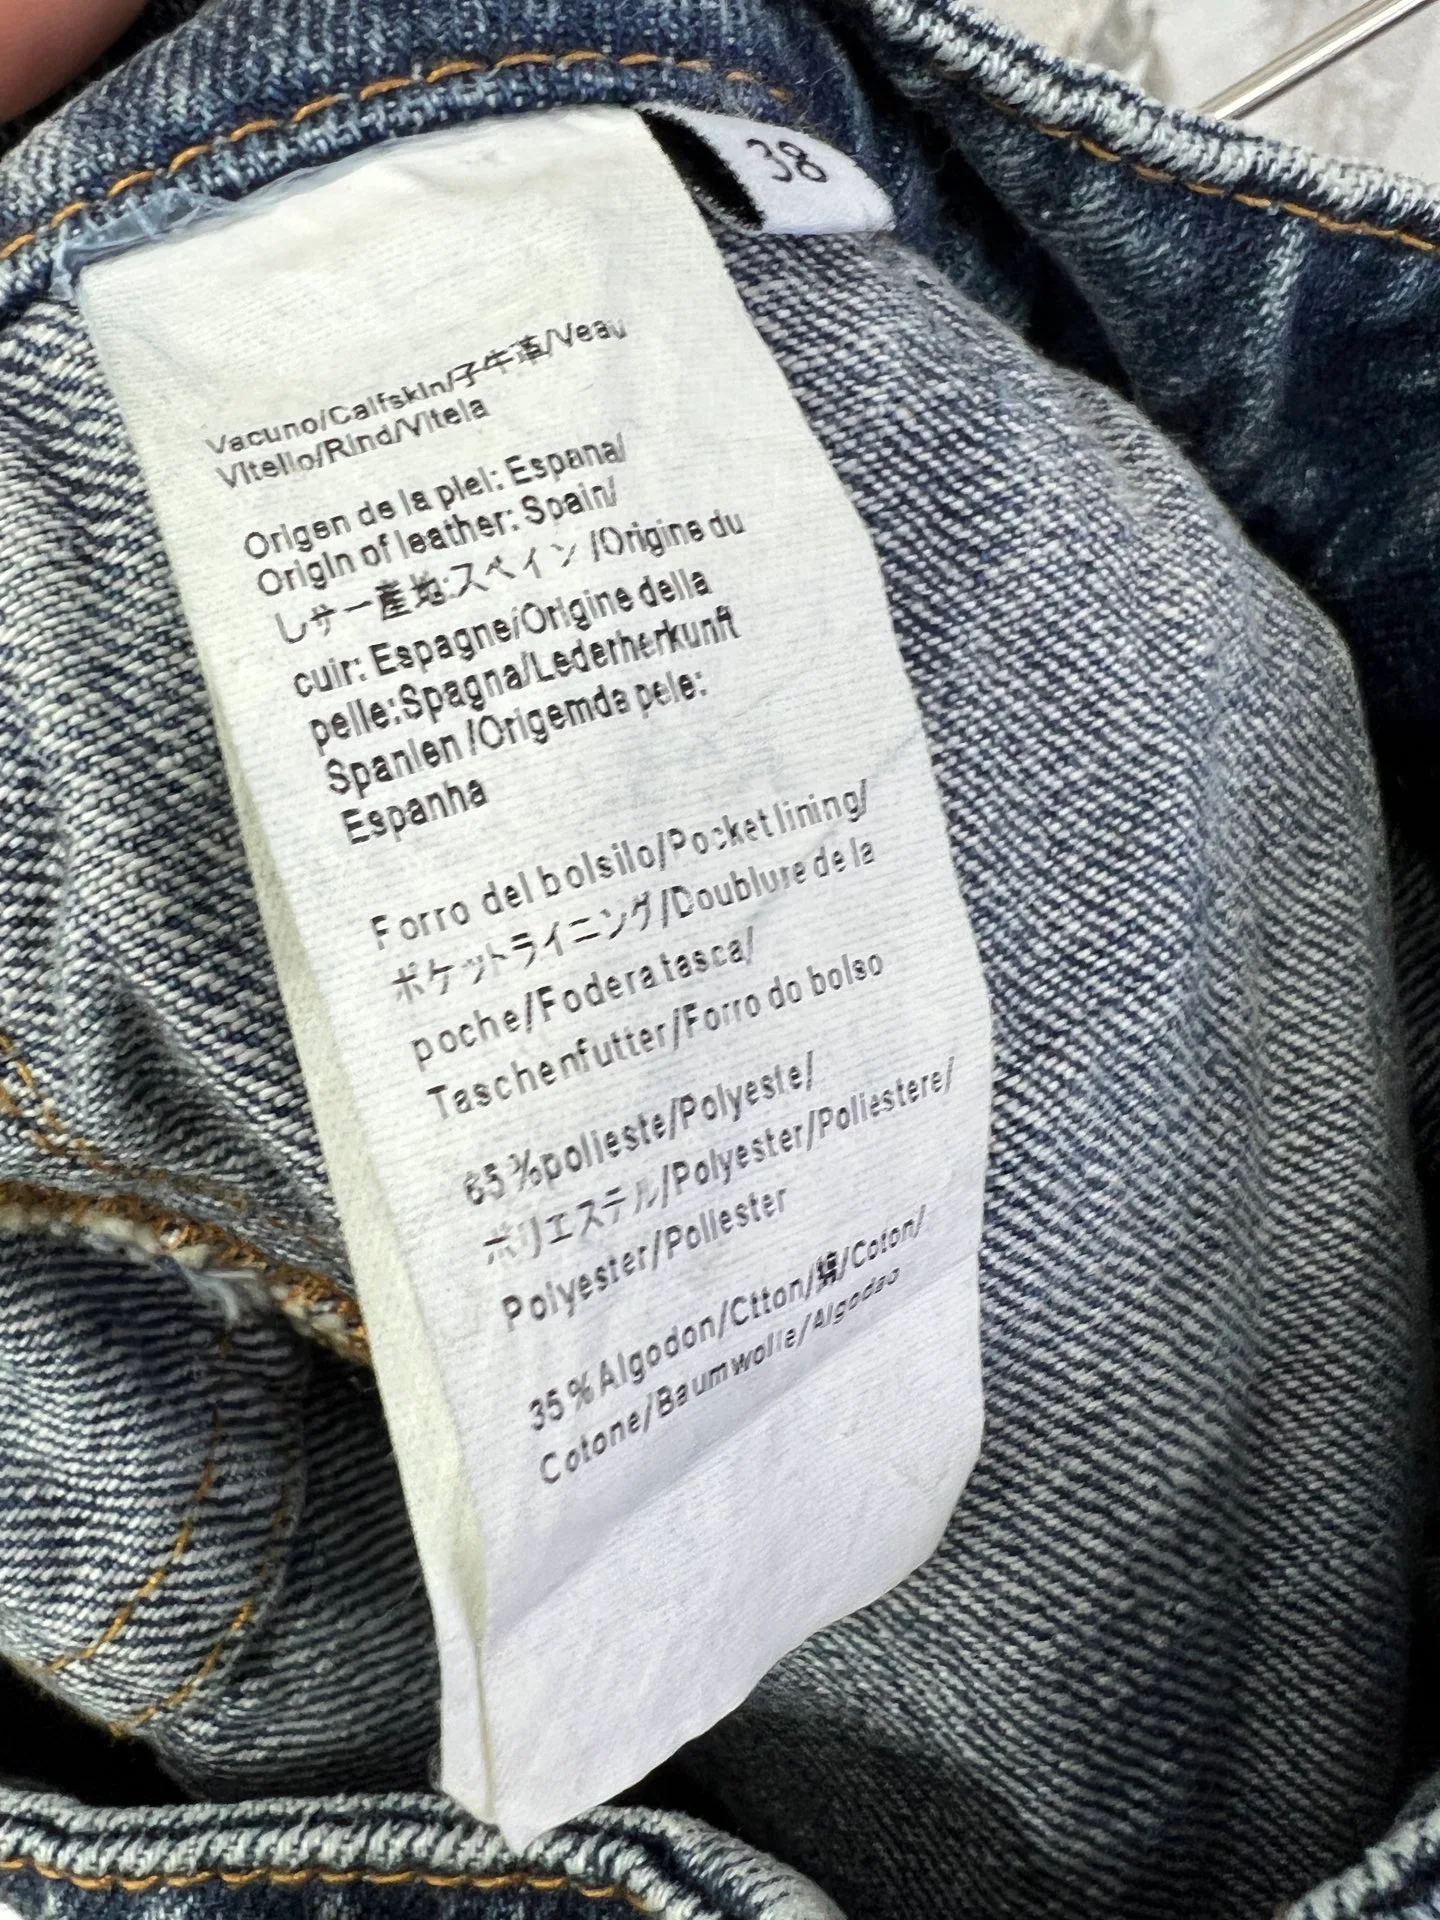 38
Vacuno/Calfskin/子牛革/Veau
Vitello/Rind/Vitela
Origen de la piel: Espana/
Origin of leather: Spain/
しサー産地:スペイン/Origine du
cuir: Espagne/Origine della
pelle:Spagna/Lederherkunft
Spanien/Origemda pele:
Espanha
Forro del bolsilo/Pocket lining/
ポケットライニング/Doublure de la
poche/Fodera tasca/
Taschenfutter/Forro do bolso
65%polieste/Polyeste/
ポリエステル/Polyester/Poliestere/
Polyester/Poliester
35%Algodon/Ctton/綿/Coton/
Cotone/Baumwolle/Algodao